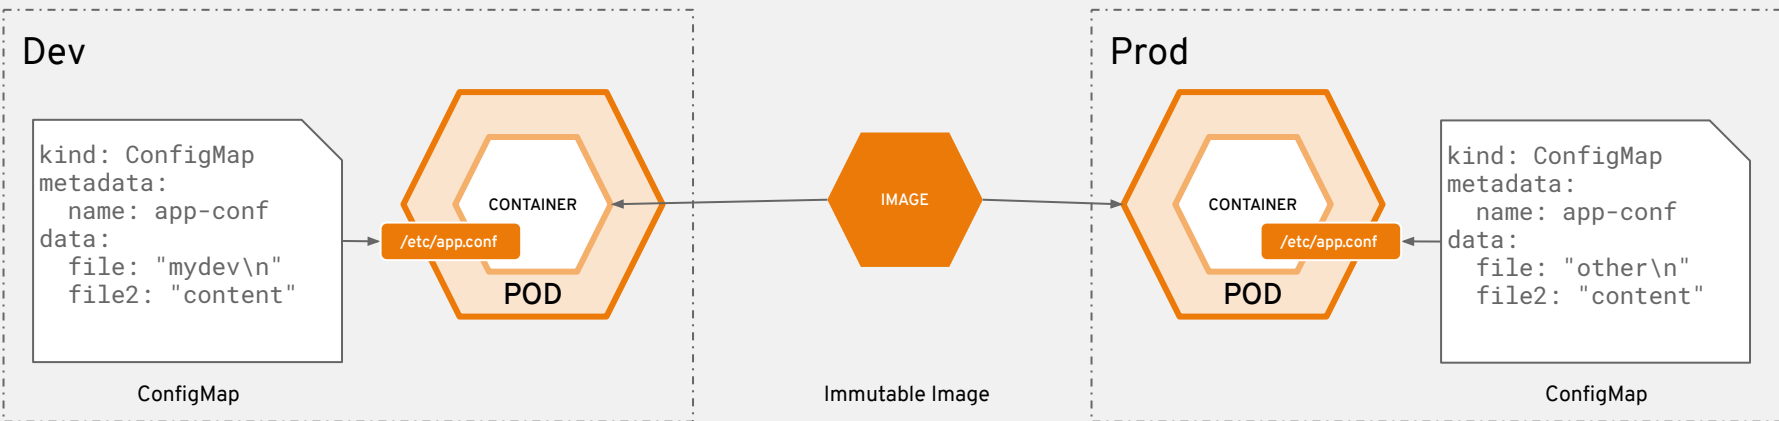 Dev
kind: ConfigMap
metadata:
  name: app-conf
data:
  file: "mydev\n"
  file2: "content"
ConfigMap
CONTAINER
/etc/app.conf
POD
IMAGE
Immutable Image
Prod
CONTAINER
/etc/app.conf
POD
kind: ConfigMap
metadata:
  name: app-conf
data:
  file: "other\n"
  file2: "content"
ConfigMap